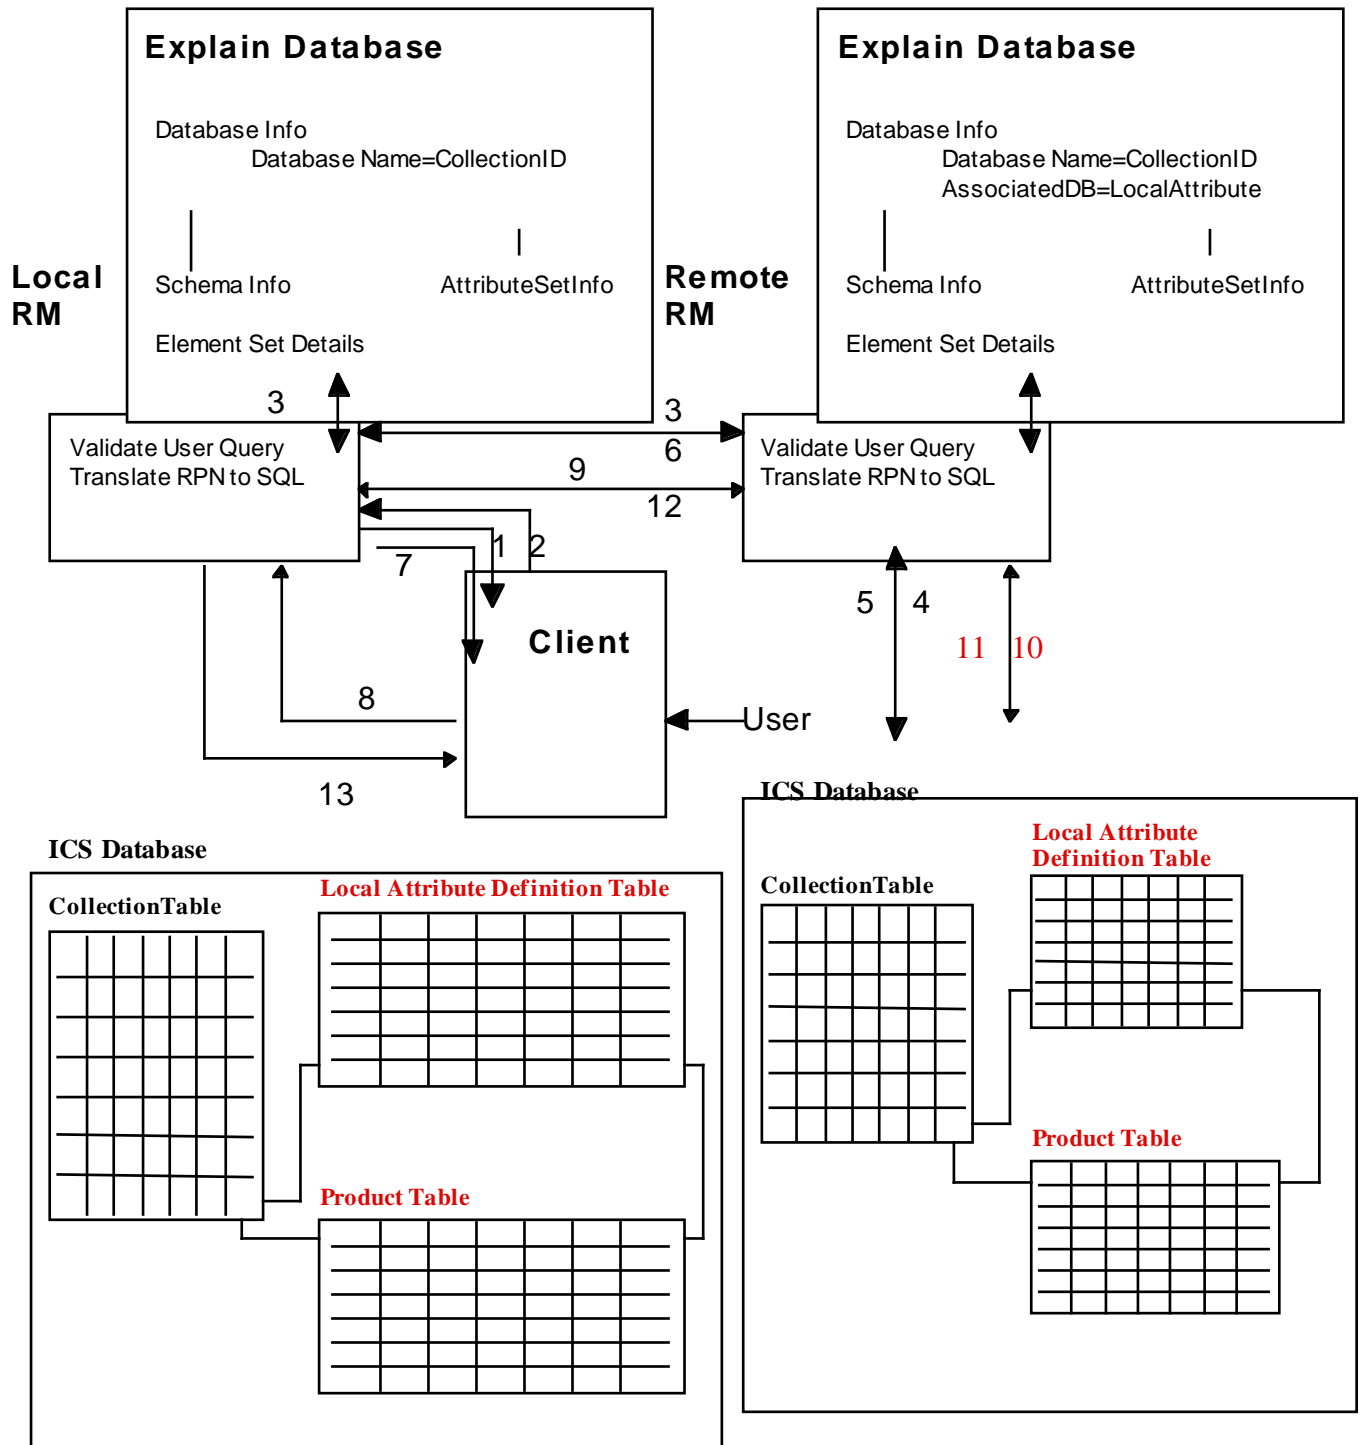 Explain Database
Database Info
Database Name=CollectionID
Schema Info
AttributeSetInfo
Element Set Details
Local
RM
3
Validate User Query
Translate RPN to SQL
Explain Database
Database Info
Database Name=CollectionID
AssociatedDB=LocalAttribute
Schema Info
AttributeSetInfo
Element Set Details
Remote
RM
3
6
9
12
Validate User Query
Translate RPN to SQL
1
2
7
Client
5
4
11
10
8
User
13
ICS Database
Local Attribute Definition Table
CollectionTable
Product Table
ICS Database
Local Attribute
Definition Table
CollectionTable
Product Table